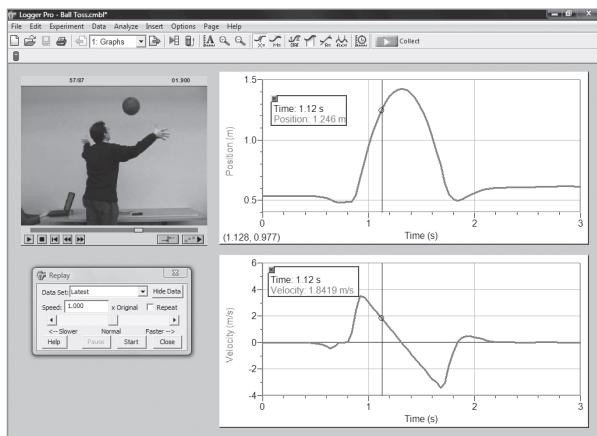 Logger Pro - Ball Toss.cmbl*
File Edit Experiment Data Analyze Insert Options Page Help
1: Graphs
Collect
57/87 01.900
1.5
Time: 1.12 s
Position: 1.246 m
1.0
Position (m)
0.5
0 1 2 3
(1.128, 0.977)
Time (s)
Replay
Data Set: Latest
Hide Data
Speed: 1.000 x Original Repeat
<-- Slower Normal Faster -->
Help Pause Start Close
6
Time: 1.12 s
Velocity: 1.8419 m/s
4
2
Velocity (m/s)
0
-2
-4
0 1 2 3
Time (s)